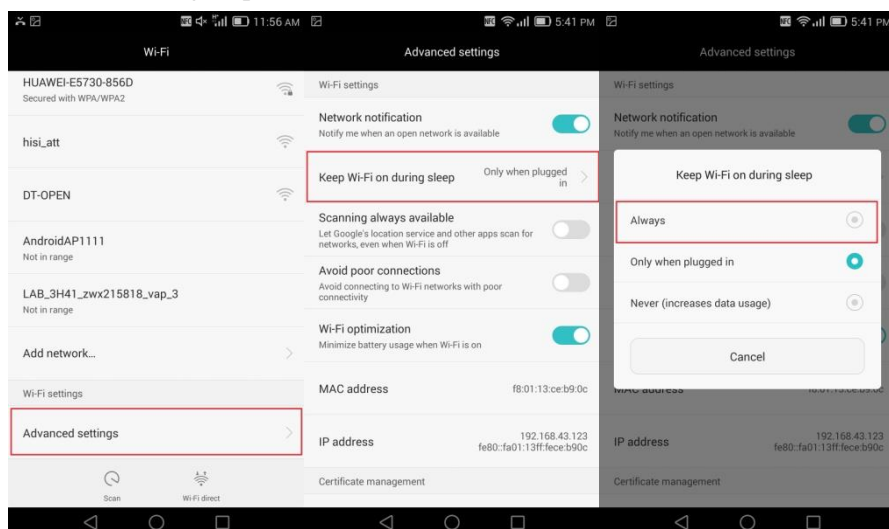 11:56 AM
Wi-Fi
HUAWEI-E5730-856D
Secured with WPA/WPA2
hisi_att
DT-OPEN
AndroidAP1111
Not in range
LAB_3H41_zwx215818_vap_3
Not in range
Add network...
Wi-Fi settings
Advanced settings
Scan
Wi-Fi direct
NFC 5:41 PM
Advanced settings
Wi-Fi settings
Network notification
Notify me when an open network is available
Keep Wi-Fi on during sleep
Only when plugged
in
Scanning always available
Let Google's location service and other apps scan for
networks, even when Wi-Fi is off
Avoid poor connections
Avoid connecting to Wi-Fi networks with poor
connectivity
Wi-Fi optimization
Minimize battery usage when Wi-Fi is on
MAC address
f8:01:13:ce:b9:0c
IP address
192.168.43.123
fe80::fa01:13ff:fece:b90c
Certificate management
NFC 5:41 PM
Advanced settings
Wi-Fi settings
Network notification
Notify me when an open network is available
Keep Wi-Fi on during sleep
Always
Only when plugged in
Never (increases data usage)
Cancel
MAC address
IP address
192.168.43.123
fe80::fa01:13ff:fece:b90c
Certificate management